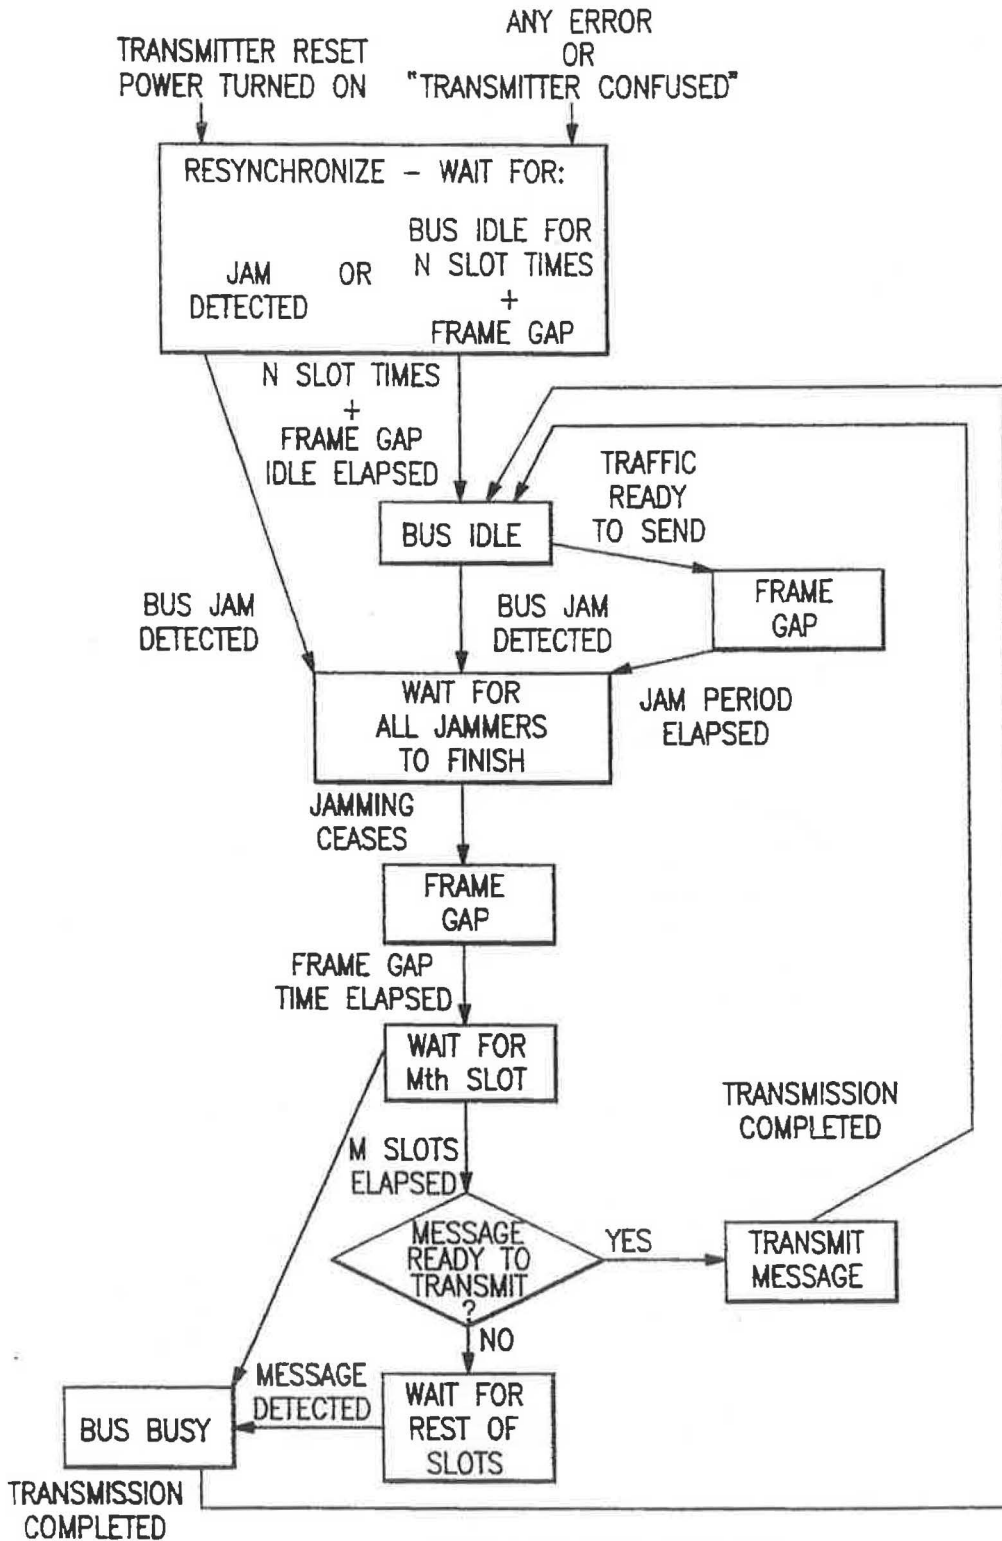 TRANSMITTER RESET
POWER TURNED ON
ANY ERROR
OR
"TRANSMITTER CONFUSED"
RESYNCHRONIZE - WAIT FOR:
JAM
DETECTED
OR
BUS IDLE FOR
N SLOT TIMES
+
FRAME GAP
N SLOT TIMES
+
FRAME GAP
IDLE ELAPSED
TRAFFIC
READY
TO SEND
BUS IDLE
FRAME
GAP
BUS JAM
DETECTED
BUS JAM
DETECTED
WAIT FOR
ALL JAMMERS
TO FINISH
JAM PERIOD
ELAPSED
JAMMING
CEASES
FRAME
GAP
FRAME GAP
TIME ELAPSED
WAIT FOR
Mth SLOT
TRANSMISSION
COMPLETED
M SLOTS
ELAPSED
MESSAGE
READY TO
TRANSMIT
?
YES
TRANSMIT
MESSAGE
NO
MESSAGE
DETECTED
WAIT FOR
REST OF
SLOTS
BUS BUSY
TRANSMISSION
COMPLETED